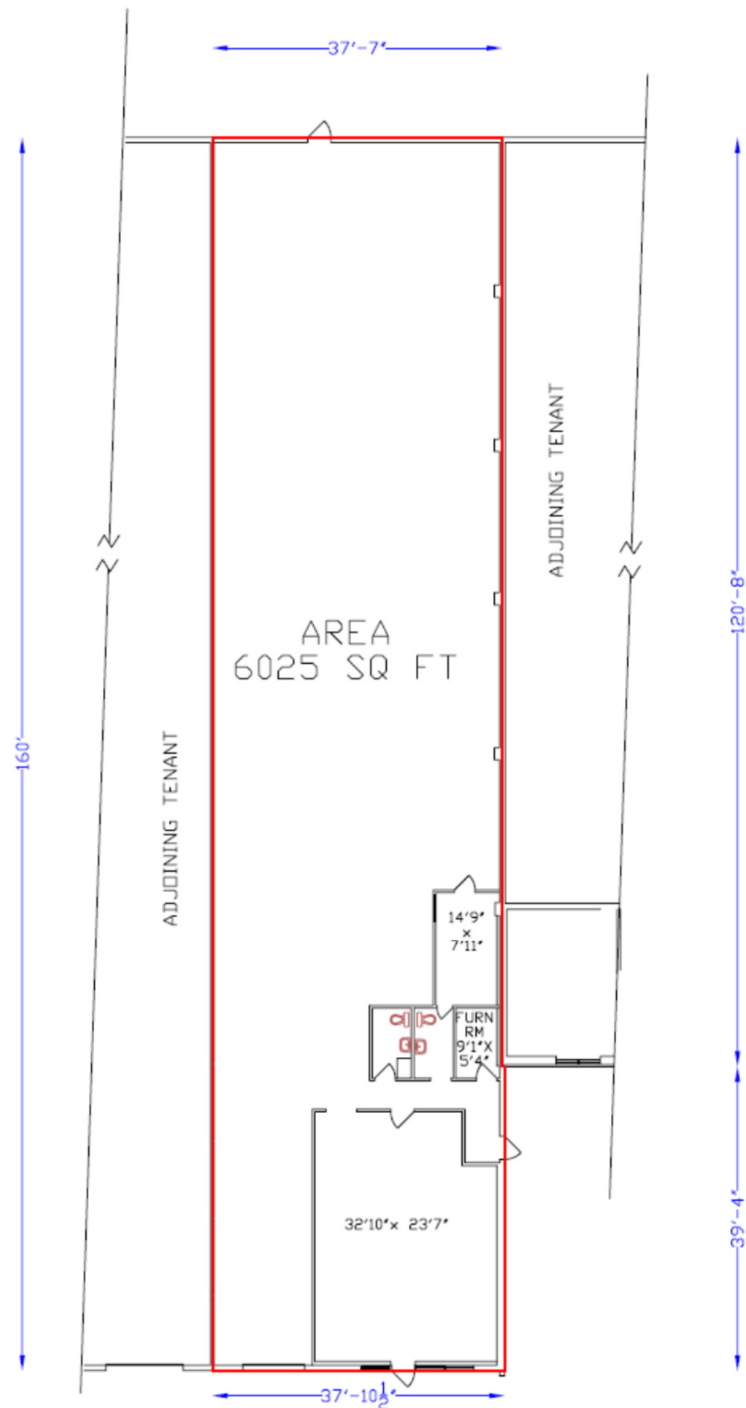 37'-7"
ADJOINING TENANT
120'-8"
AREA
6025 SQ FT
160'
ADJOINING TENANT
14'9"
x
7'11"
FURN
RM
9'1"X
5'4"
39'-4"
32'10"x 23'7"
37'-10½"